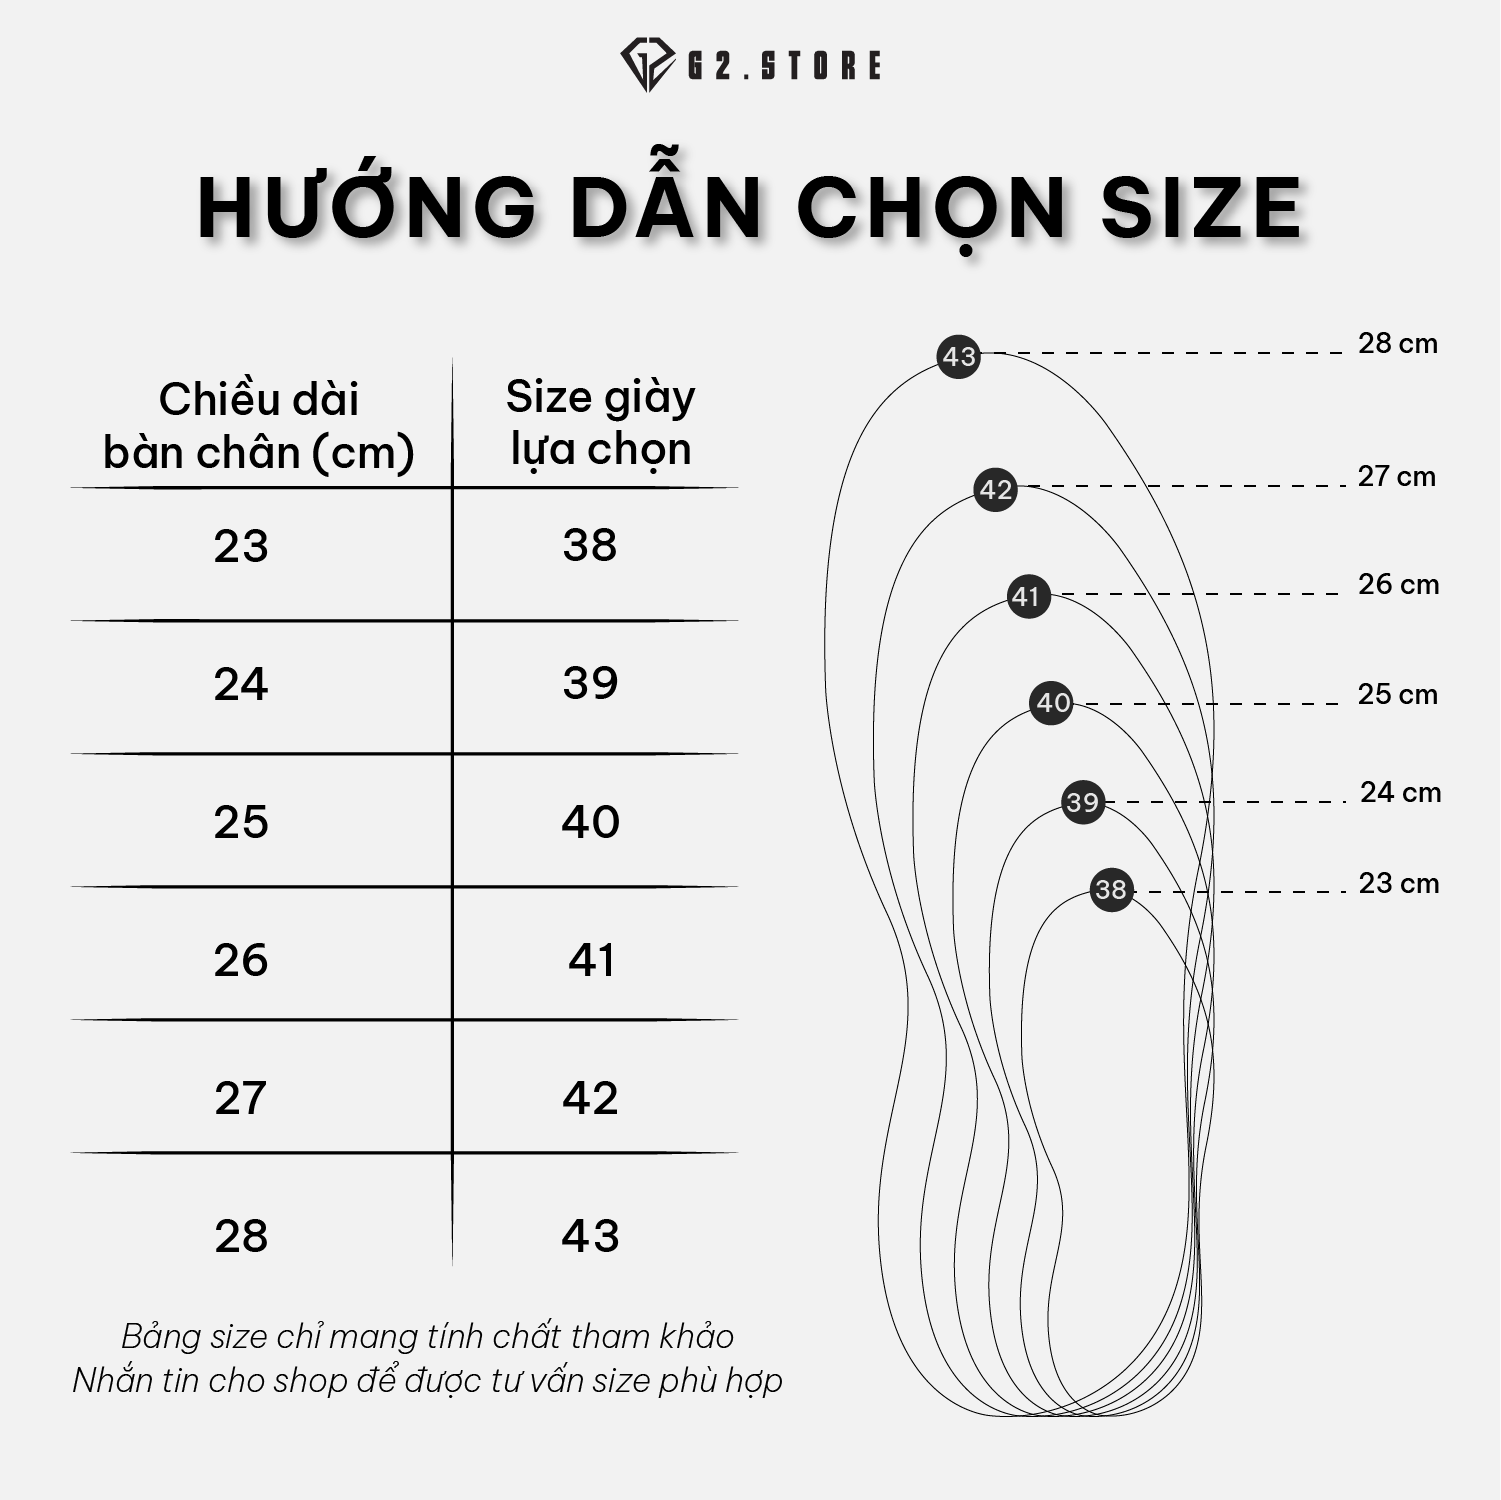 G2.STORE
HƯỚNG DẪN CHỌN SIZE
Chiều dài
bàn chân (cm)
Size giày
lựa chọn
23 38
24 39
25 40
26 41
27 42
28 43
Bảng size chỉ mang tính chất tham khảo
Nhắn tin cho shop để được tư vấn size phù hợp
43 28 cm
42 27 cm
41 26 cm
40 25 cm
39 24 cm
38 23 cm